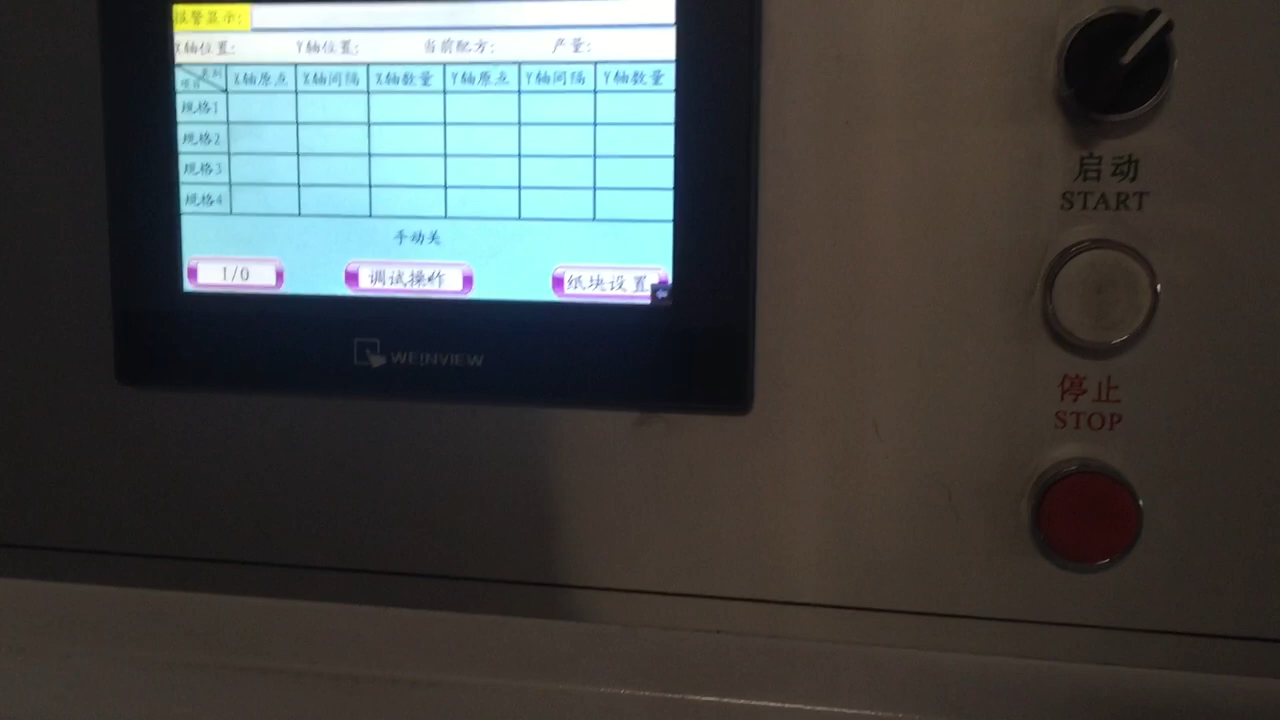 报警显示:
X轴位置: Y轴位置: 当前配方: 产量:
类别
项目 X轴原点 X轴间隔 X轴数量 Y轴原点 Y轴间隔 Y轴数量
规格1
规格2
规格3
规格4
手动关
1/0 调试操作 纸块设置
WEINVIEW
启动
START
停止
STOP